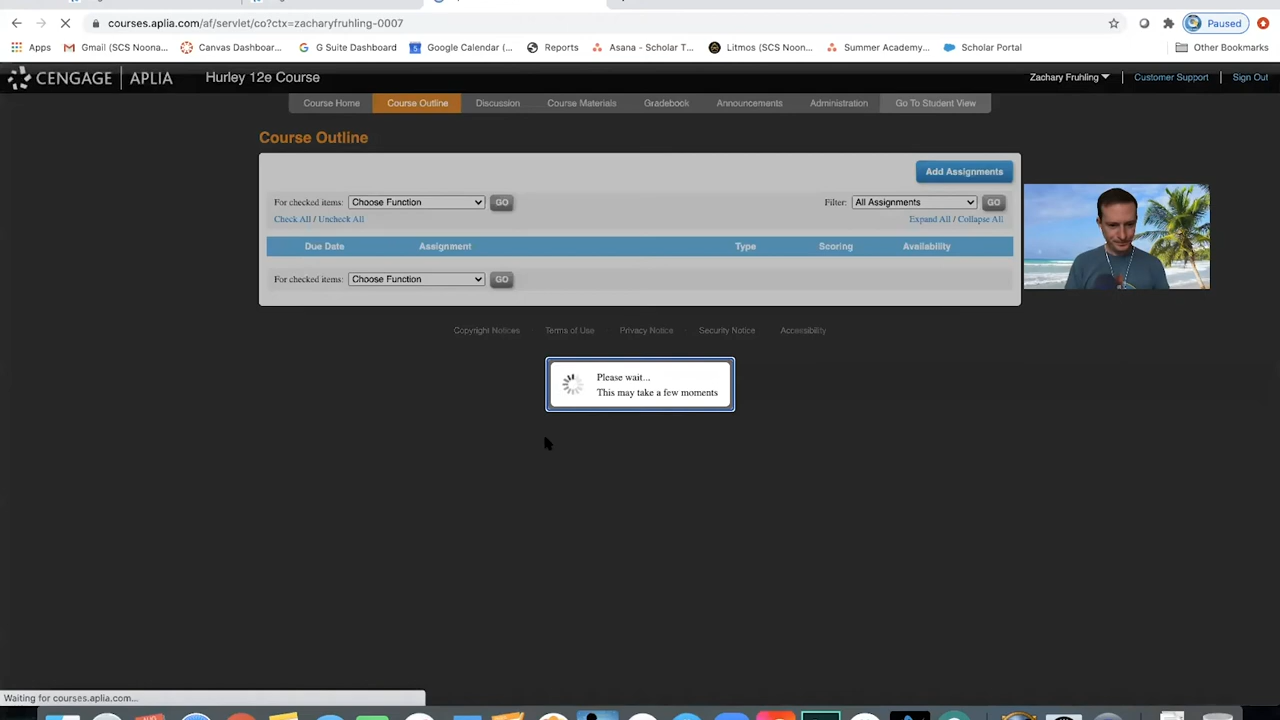 courses.aplia.com/af/servlet/co?ctx=zacharyfruhling-0007
Paused
Apps Gmail (SCS Noona... Canvas Dashboar... G Suite Dashboard Google Calendar (... Reports Asana - Scholar T... Litmos (SCS Noon... Summer Academy... Scholar Portal Other Bookmarks
CENGAGE APLIA Hurley 12e Course Zachary Fruhling Customer Support Sign Out
Course Home Course Outline Discussion Course Materials Gradebook Announcements Administration Go To Student View
Course Outline
Add Assignments
For checked items: Choose Function GO Filter: All Assignments GO
Check All / Uncheck All Expand All / Collapse All
Due Date Assignment Type Scoring Availability
For checked items: Choose Function GO
Copyright Notices Terms of Use Privacy Notice Security Notice Accessibility
Please wait...
This may take a few moments
Waiting for courses.aplia.com...